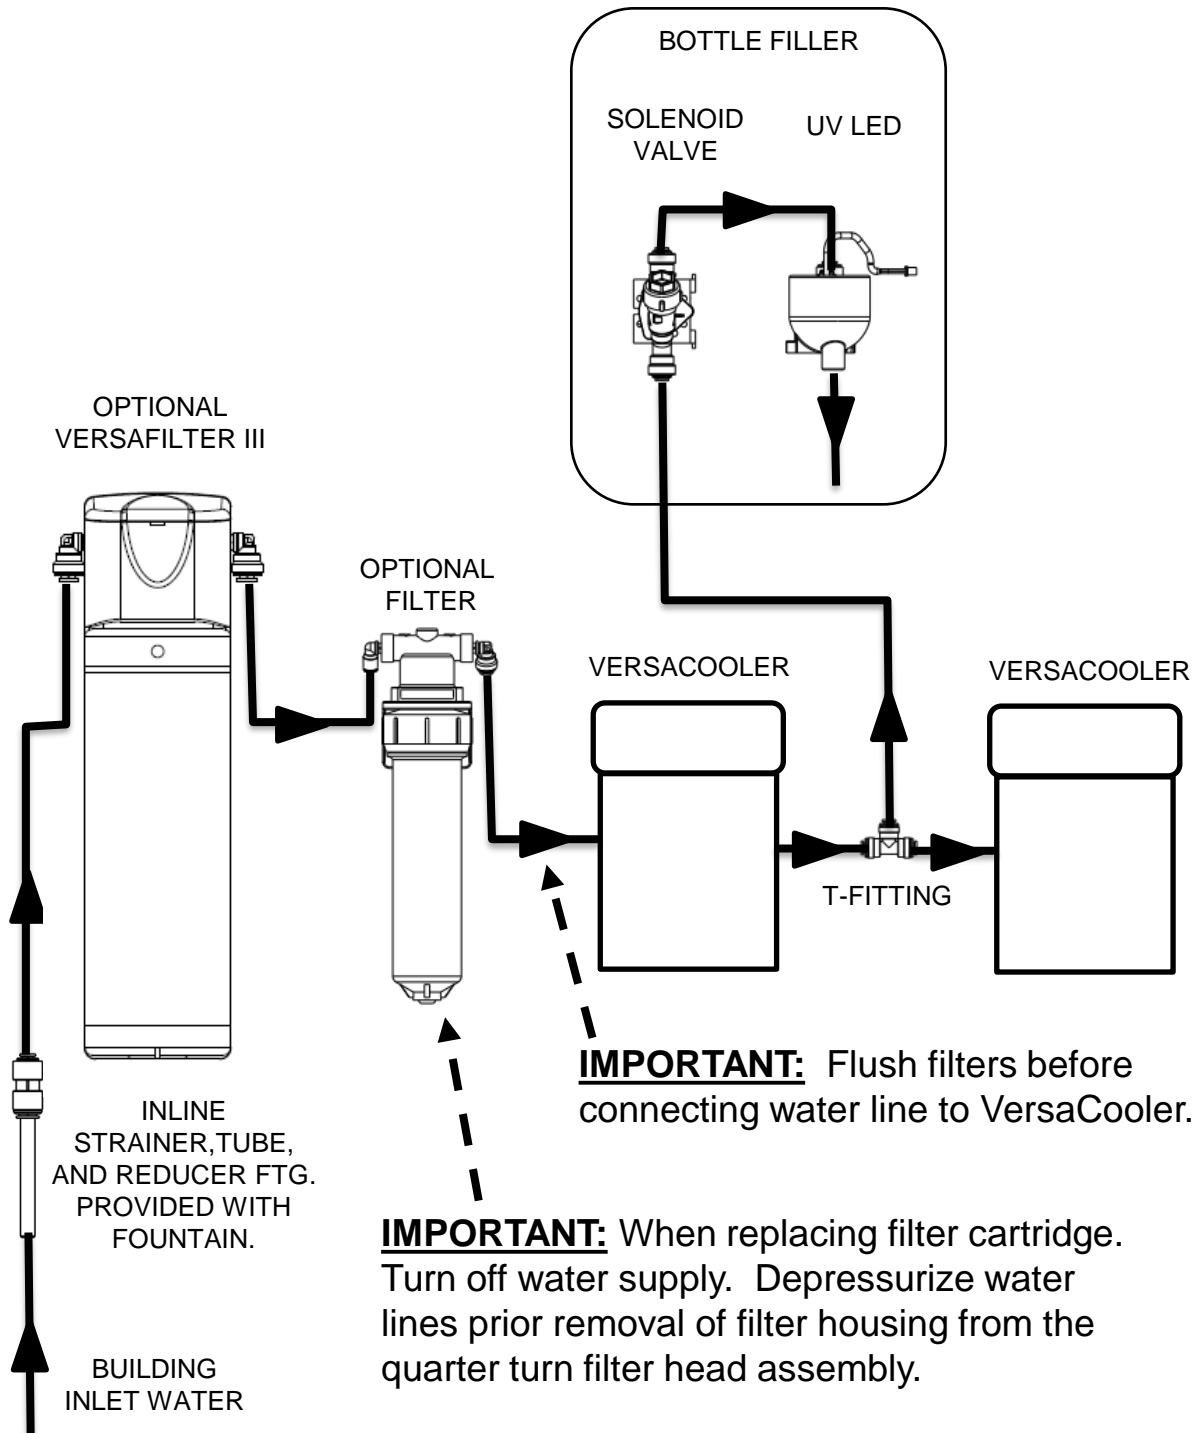 BOTTLE FILLER
SOLENOID
VALVE
UV LED
OPTIONAL
VERSAFILTER III
OPTIONAL
FILTER
VERSACOOLER
VERSACOOLER
T-FITTING
IMPORTANT: Flush filters before
connecting water line to VersaCooler.
INLINE
STRAINER,TUBE,
AND REDUCER FTG.
PROVIDED WITH
FOUNTAIN.
IMPORTANT: When replacing filter cartridge.
Turn off water supply. Depressurize water
lines prior removal of filter housing from the
quarter turn filter head assembly.
BUILDING
INLET WATER